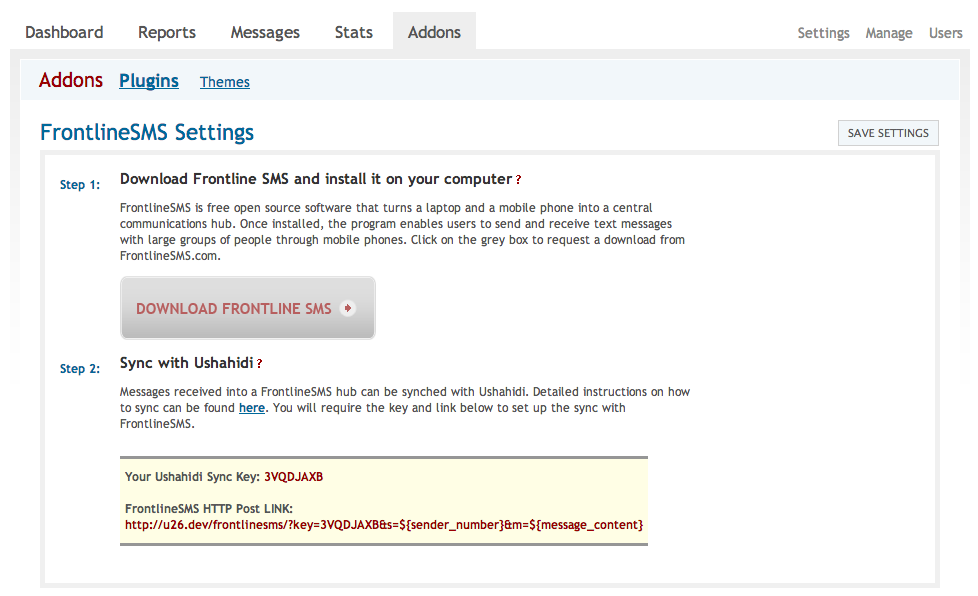 Dashboard Reports Messages Stats Addons Settings Manage Users
Addons Plugins Themes
FrontlineSMS Settings
SAVE SETTINGS
Step 1: Download Frontline SMS and install it on your computer ?
FrontlineSMS is free open source software that turns a laptop and a mobile phone into a central
communications hub. Once installed, the program enables users to send and receive text messages
with large groups of people through mobile phones. Click on the grey box to request a download from
FrontlineSMS.com.
DOWNLOAD FRONTLINE SMS
Step 2: Sync with Ushahidi ?
Messages received into a FrontlineSMS hub can be synched with Ushahidi. Detailed instructions on how
to sync can be found here. You will require the key and link below to set up the sync with
FrontlineSMS.
Your Ushahidi Sync Key: 3VQDJAXB
FrontlineSMS HTTP Post LINK:
http://u26.dev/frontlinesms/?key=3VQDJAXB&s=${sender_number}&m=${message_content}